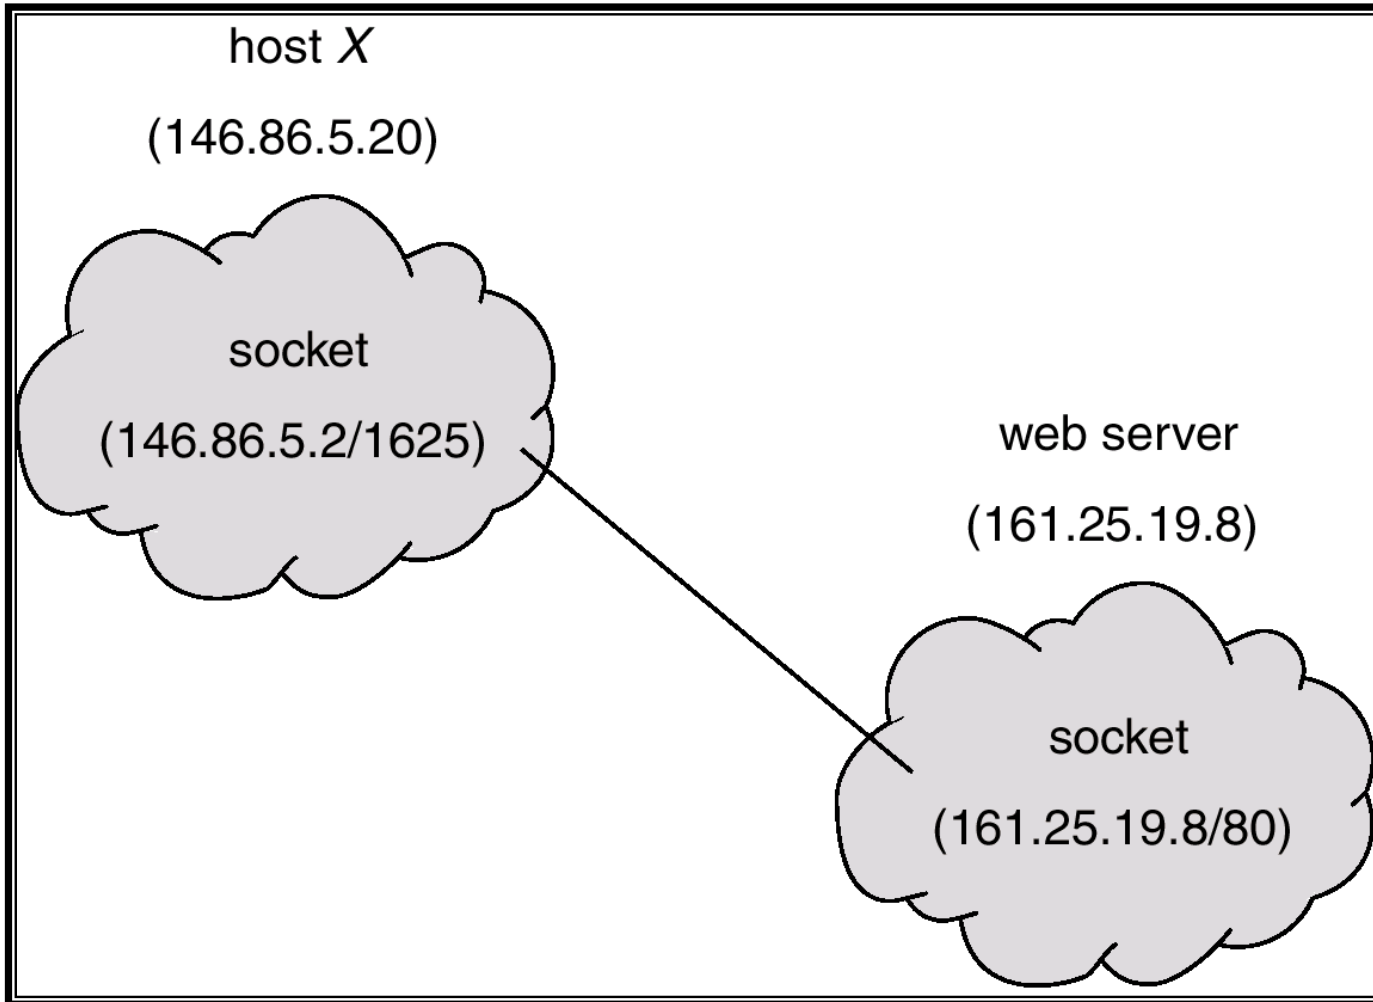 host X
(146.86.5.20)
socket
(146.86.5.2/1625)
web server
(161.25.19.8)
socket
(161.25.19.8/80)